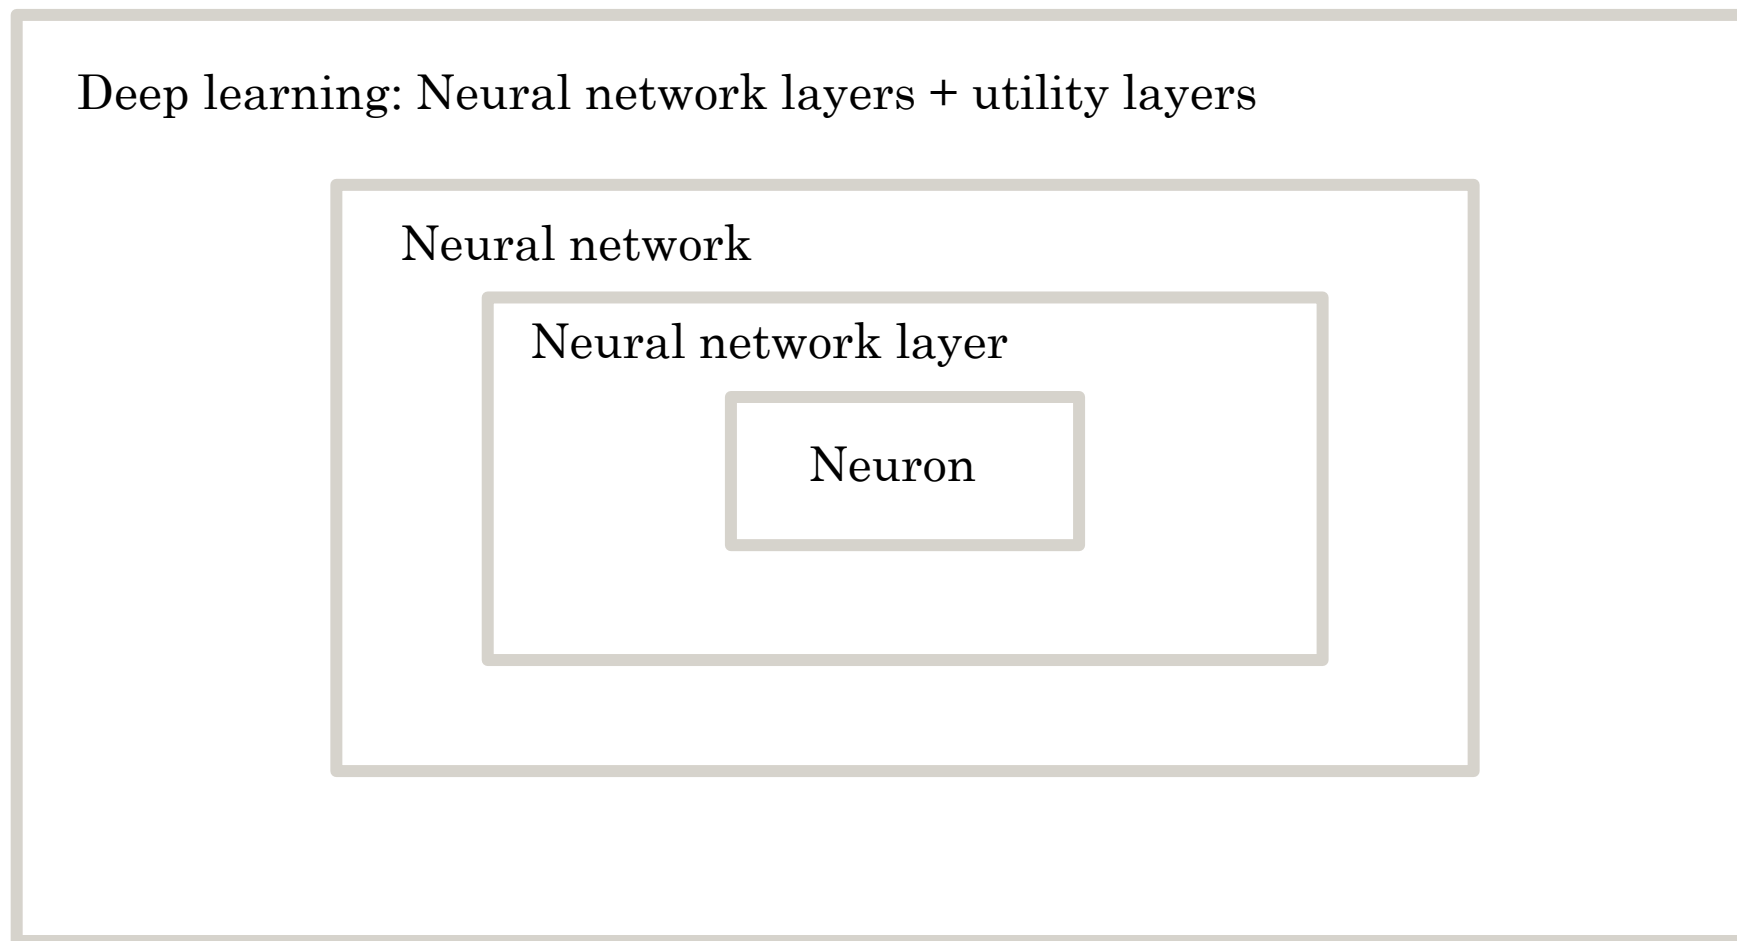 Deep learning: Neural network layers + utility layers
Neural network
Neural network layer
Neuron